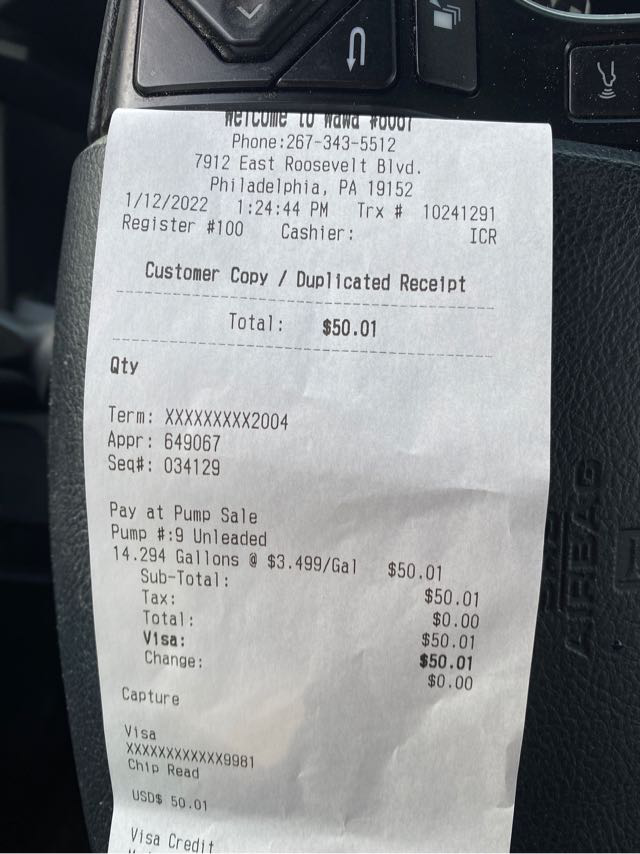 Welcome to Wawa
Phone:267-343-5512
7912 East Roosevelt Blvd.
Philadelphia, PA 19152
1/12/2022 1:24:44 PM Trx # 10241291
Register #100 Cashier: ICR
Customer Copy / Duplicated Receipt
Total: $50.01
Qty
Term: XXXXXXXXX2004
Appr: 649067
Seq#: 034129
Pay at Pump Sale
Pump #:9 Unleaded
14.294 Gallons @ $3.499/Gal $50.01
Sub-Total: $50.01
Tax: $0.00
Total: $50.01
Visa: $50.01
Change: $0.00
Capture
Visa
XXXXXXXXXXXX9981
Chip Read
USD$ 50.01
Visa Credit
AIRBAG